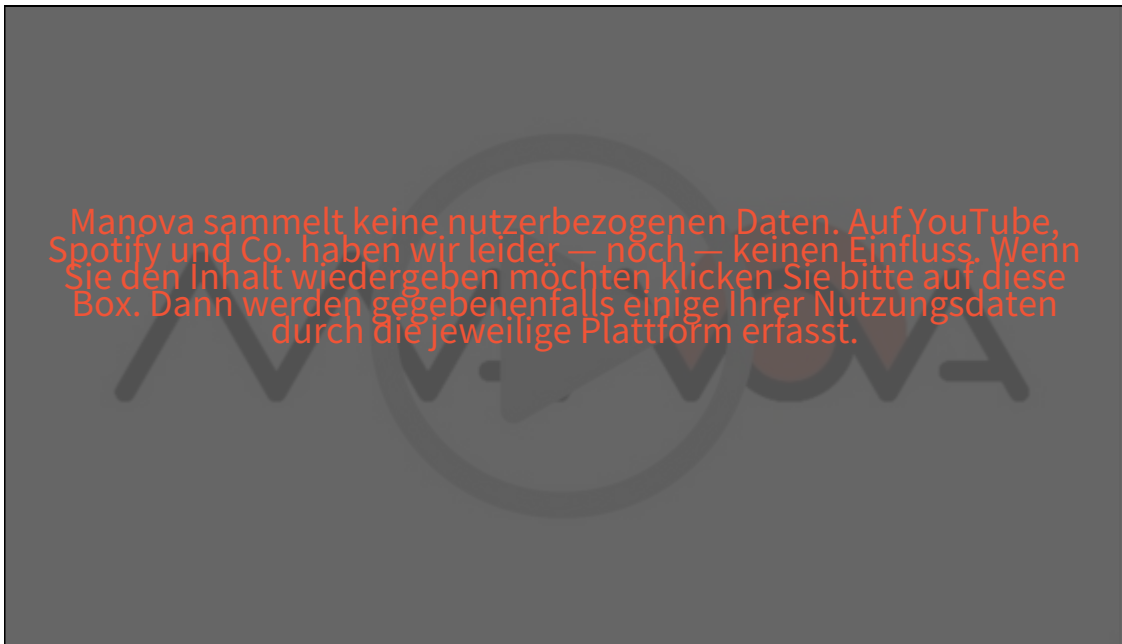 Manova sammelt keine nutzerbezogenen Daten. Auf YouTube,
Spotify und Co. haben wir leider — noch — keinen Einfluss. Wenn
Sie den Inhalt wiedergeben möchten klicken Sie bitte auf diese
Box. Dann werden gegebenenfalls einige Ihrer Nutzungsdaten
durch die jeweilige Plattform erfasst.
MANOVA